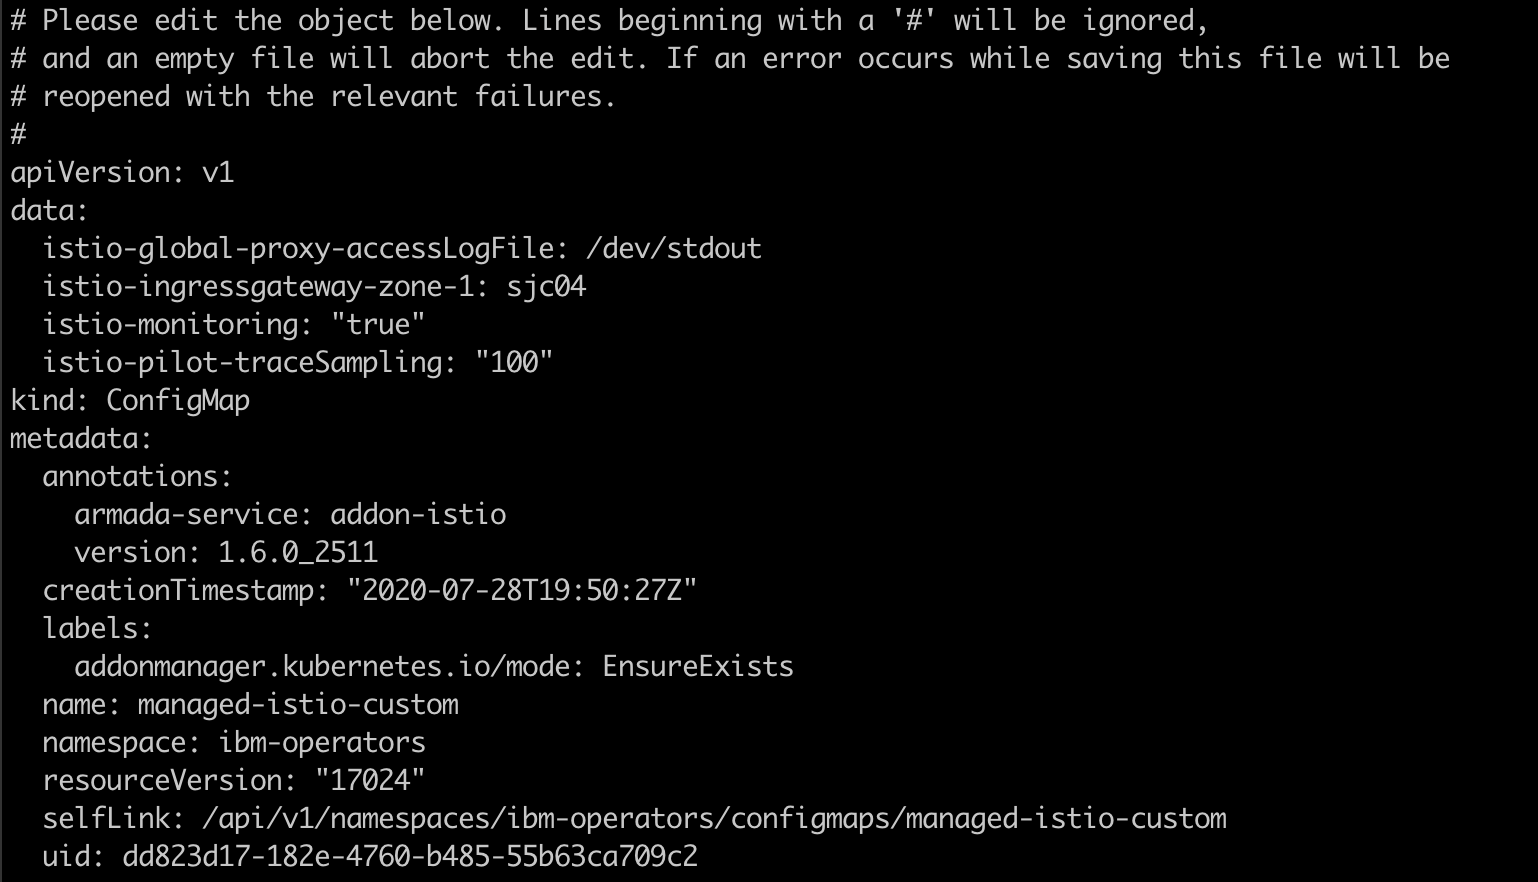 # Please edit the object below. Lines beginning with a '#' will be ignored,
# and an empty file will abort the edit. If an error occurs while saving this file will be
# reopened with the relevant failures.
#
apiVersion: v1
data:
  istio-global-proxy-accessLogFile: /dev/stdout
  istio-ingressgateway-zone-1: sjc04
  istio-monitoring: "true"
  istio-pilot-traceSampling: "100"
kind: ConfigMap
metadata:
  annotations:
    armada-service: addon-istio
    version: 1.6.0_2511
  creationTimestamp: "2020-07-28T19:50:27Z"
  labels:
    addonmanager.kubernetes.io/mode: EnsureExists
  name: managed-istio-custom
  namespace: ibm-operators
  resourceVersion: "17024"
  selfLink: /api/v1/namespaces/ibm-operators/configmaps/managed-istio-custom
  uid: dd823d17-182e-4760-b485-55b63ca709c2